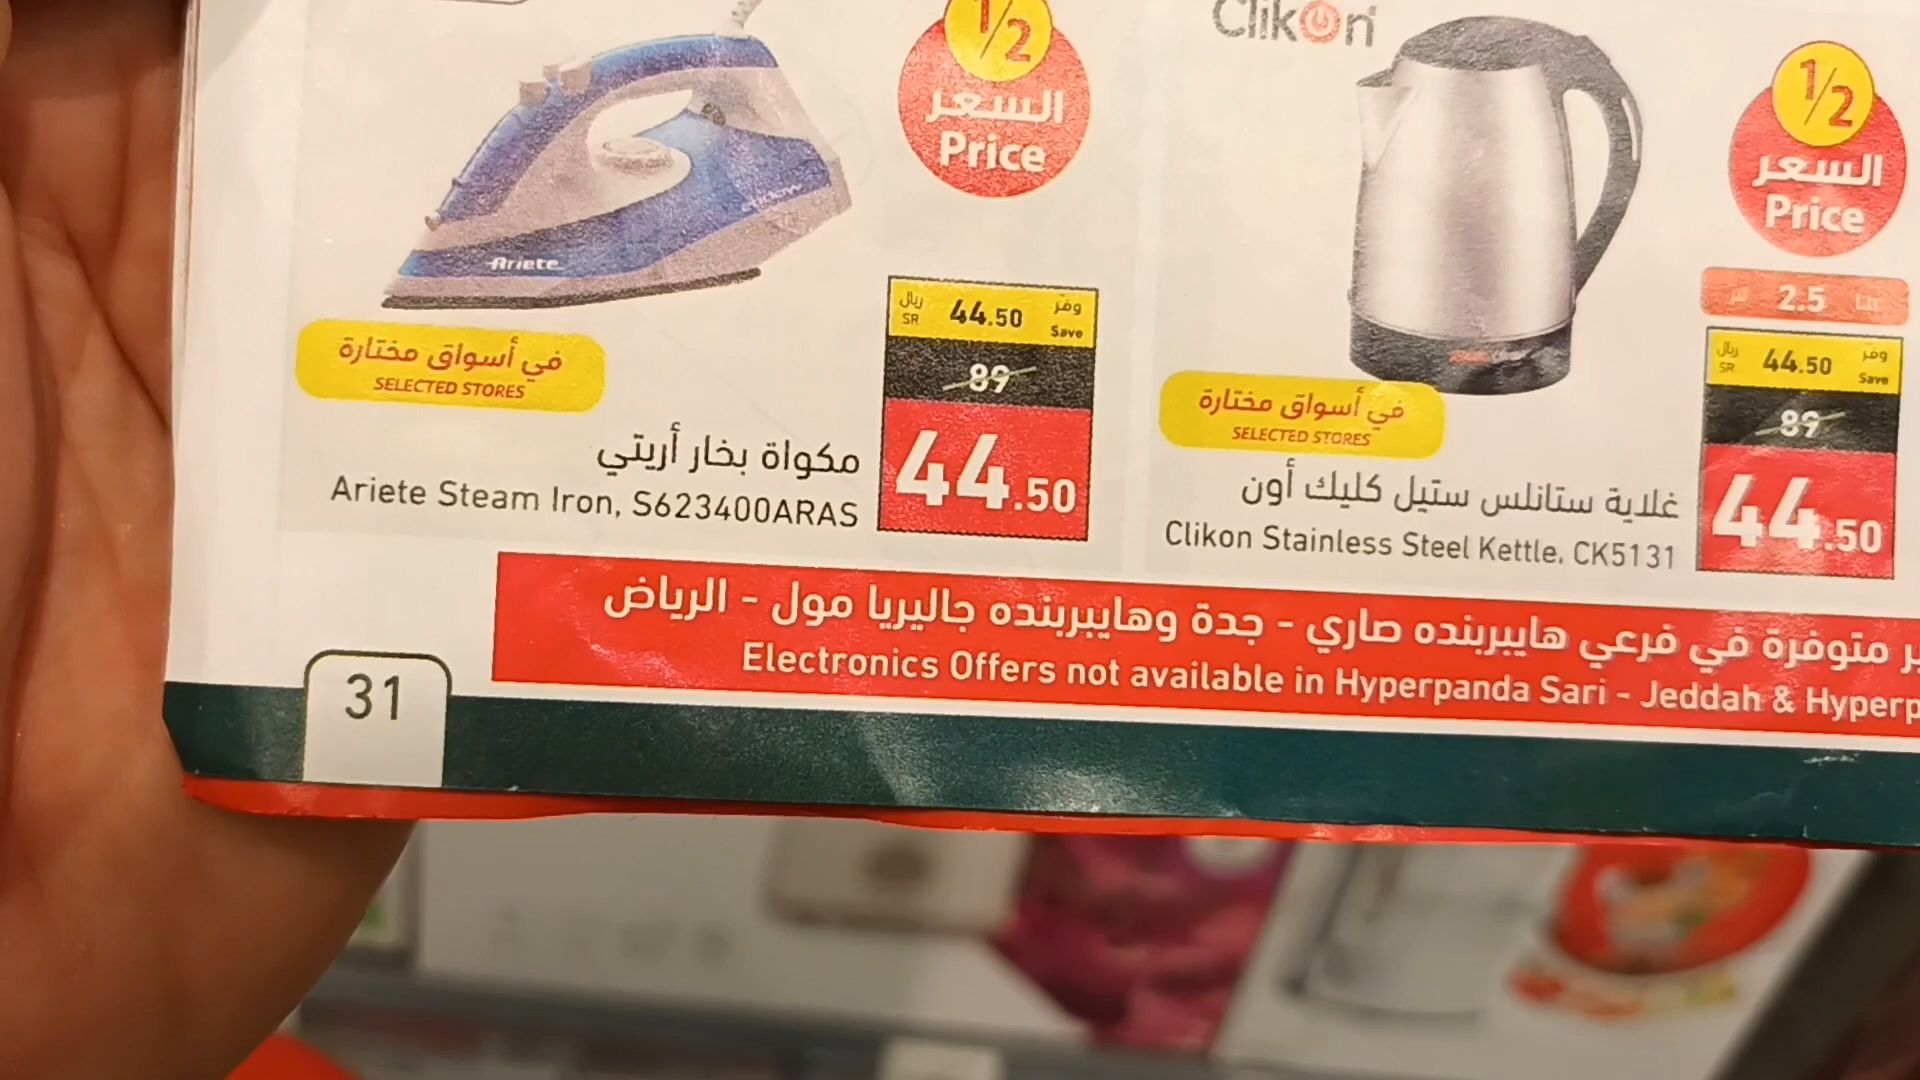 1/2
السعر
Price
Ariete
ريال
SR
44.50
وفر
Save
89
44.50
في أسواق مختارة
SELECTED STORES
مكواة بخار أريتي
Ariete Steam Iron, S623400ARAS
Clikon
1/2
السعر
Price
2.5
ريال
SR
44.50
وفر
Save
89
44.50
في أسواق مختارة
SELECTED STORES
غلاية ستانلس ستيل كليك أون
Clikon Stainless Steel Kettle, CK5131
متوفرة في فرعي هايبربنده صاري - جدة وهايبربنده جاليريا مول - الرياض
Electronics Offers not available in Hyperpanda Sari - Jeddah &
31